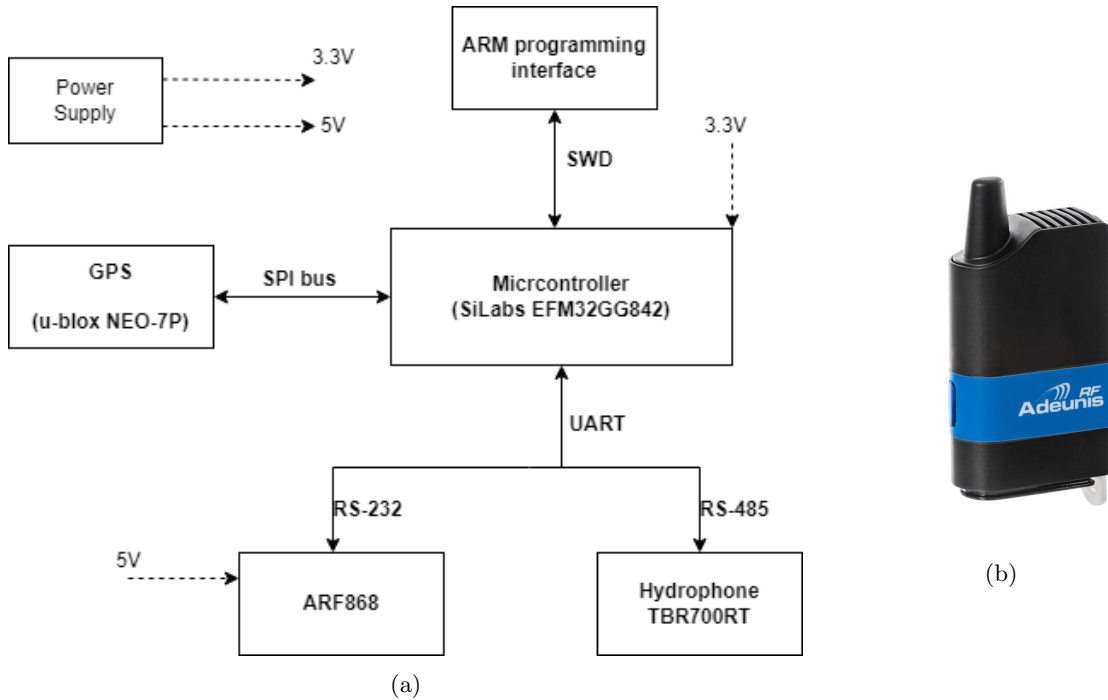 ARM programming
interface
Power
Supply
3.3V
5V
3.3V
SWD
GPS
(u-blox NEO-7P)
SPI bus
Micrcontroller
(SiLabs EFM32GG842)
UART
RS-232
RS-485
5V
ARF868
Hydrophone
TBR700RT
(a)
RF
Adeunis
(b)